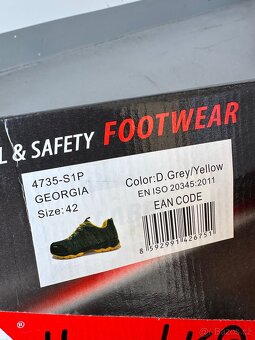 L & SAFETY FOOTWEAR
4735-S1P
GEORGIA
Size: 42
Color: D.Grey/Yellow
EN ISO 20345:2011
EAN CODE
8 592991 426751
®